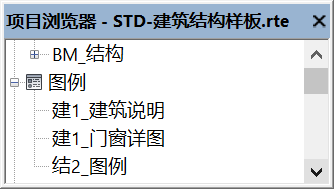 项目浏览器 - STD-建筑结构样板.rte
BM_结构
图例
建1_建筑说明
建1_门窗详图
结2_图例